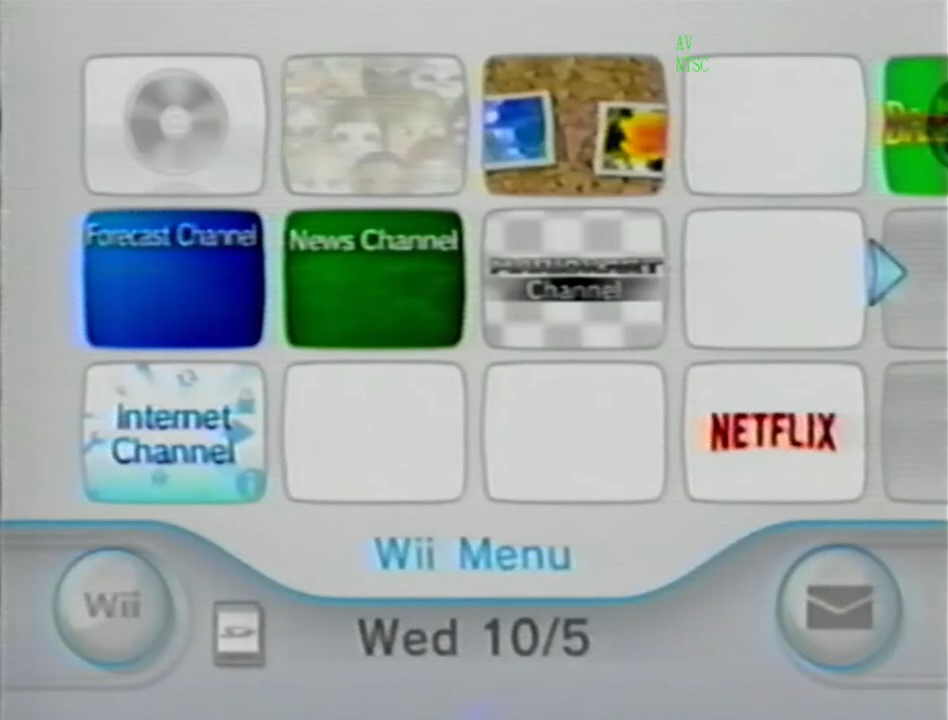 AV
NTSC
Forecast Channel
News Channel
Channel
Internet
Channel
NETFLIX
Wii Menu
Wii
Wed 10/5